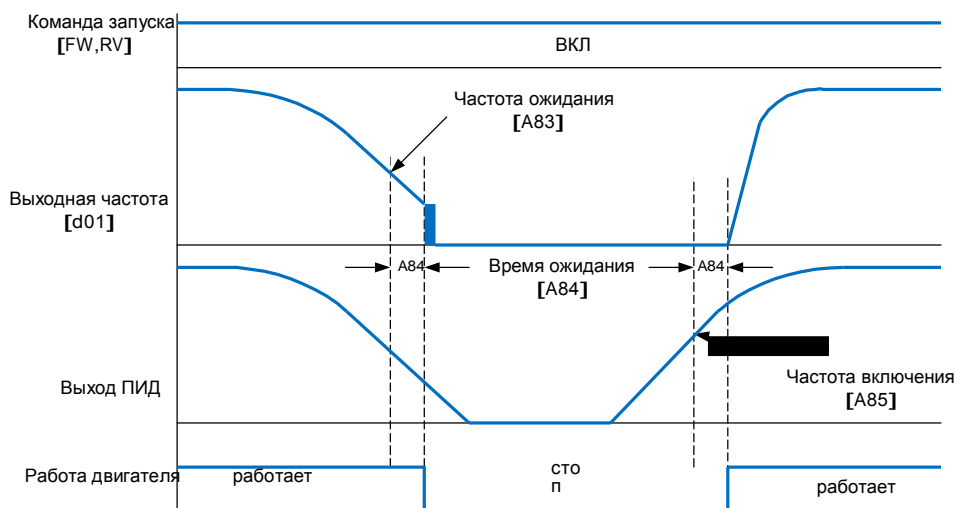 Команда запуска
[FW,RV]
ВКЛ
Частота ожидания
[A83]
Выходная частота
[d01]
A84
Время ожидания
[A84]
A84
Выход ПИД
Частота включения
[A85]
Работа двигателя
работает
сто
п
работает